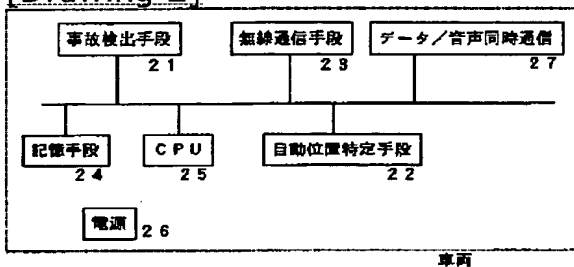 事故検出手段 無線通信手段 データ/音声同時通信
21 23 27
記憶手段 CPU 自動位置特定手段
24 25 22
電源 26
車両